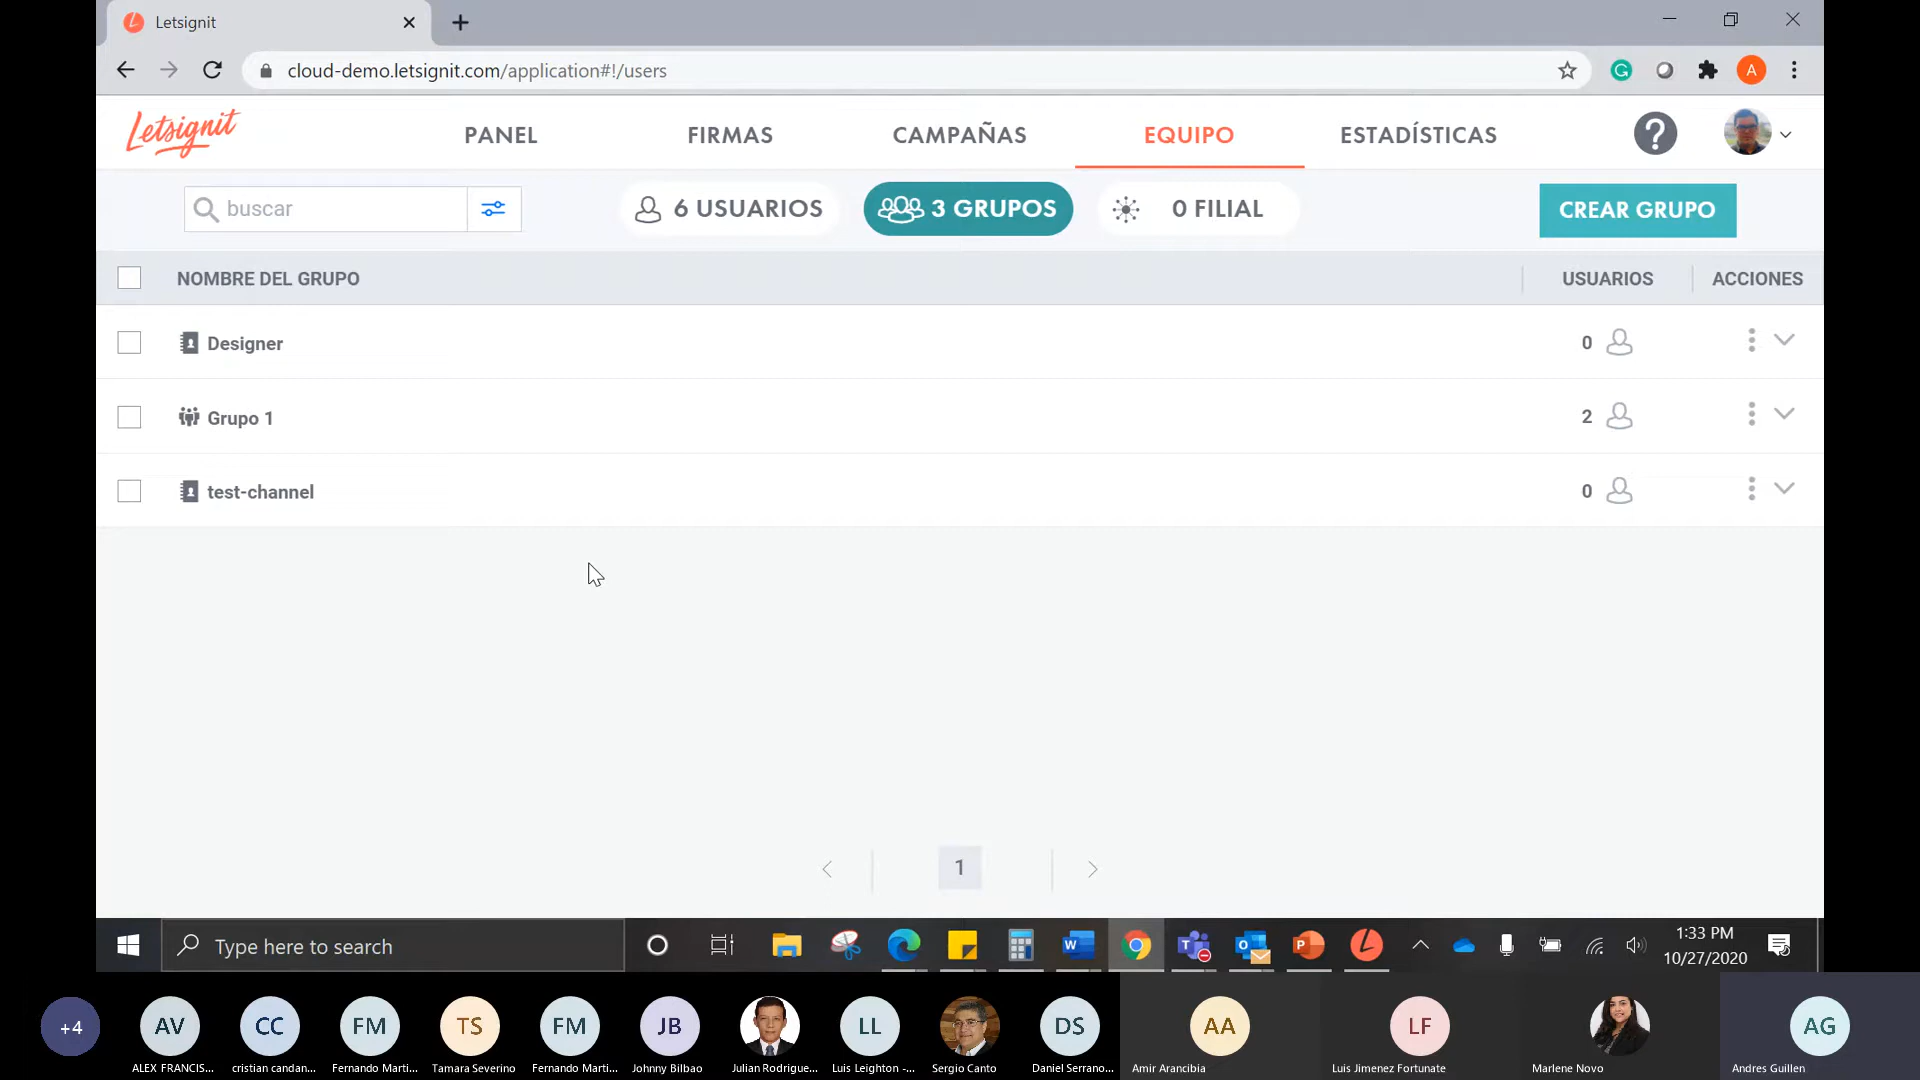 Letsignit
cloud-demo.letsignit.com/application#!/users
A
Letsignit
PANEL
FIRMAS
CAMPAÑAS
EQUIPO
ESTADÍSTICAS
?
buscar
6 USUARIOS
3 GRUPOS
0 FILIAL
CREAR GRUPO
NOMBRE DEL GRUPO
USUARIOS
ACCIONES
Designer
0
Grupo 1
2
test-channel
0
1
Type here to search
1:33 PM
10/27/2020
+4
AV
CC
FM
TS
FM
JB
LL
DS
AA
LF
AG
ALEX FRANCIS...
cristian candan...
Fernando Marti...
Tamara Severino
Fernando Marti...
Johnny Bilbao
Julian Rodrigue...
Luis Leighton -...
Sergio Canto
Daniel Serrano...
Amir Arancibia
Luis Jimenez Fortunate
Marlene Novo
Andres Guillen